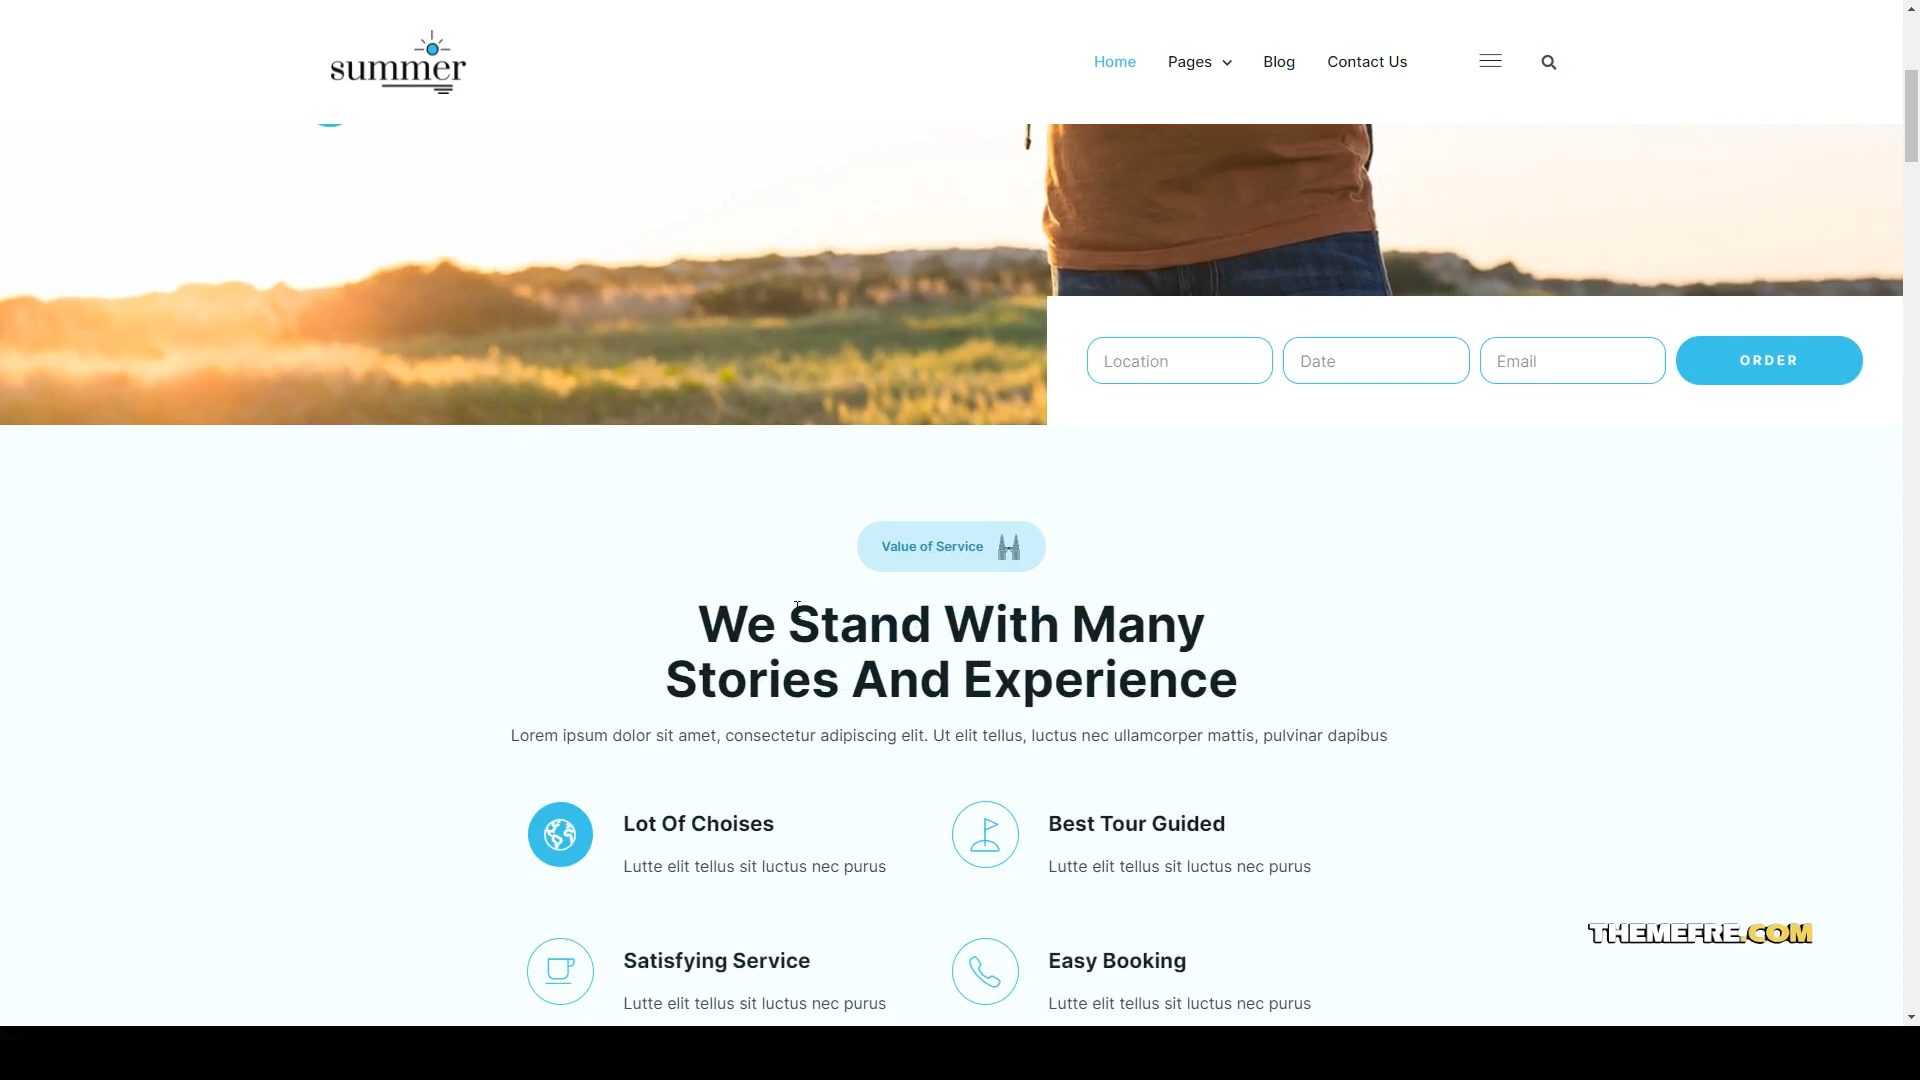 summer
Home
Pages
Blog
Contact Us
Location
Date
Email
ORDER
Value of Service
We Stand With Many
Stories And Experience
Lorem ipsum dolor sit amet, consectetur adipiscing elit. Ut elit tellus, luctus nec ullamcorper mattis, pulvinar dapibus
Lot Of Choises
Lutte elit tellus sit luctus nec purus
Best Tour Guided
Lutte elit tellus sit luctus nec purus
Satisfying Service
Lutte elit tellus sit luctus nec purus
Easy Booking
Lutte elit tellus sit luctus nec purus
THEMEFRE.COM